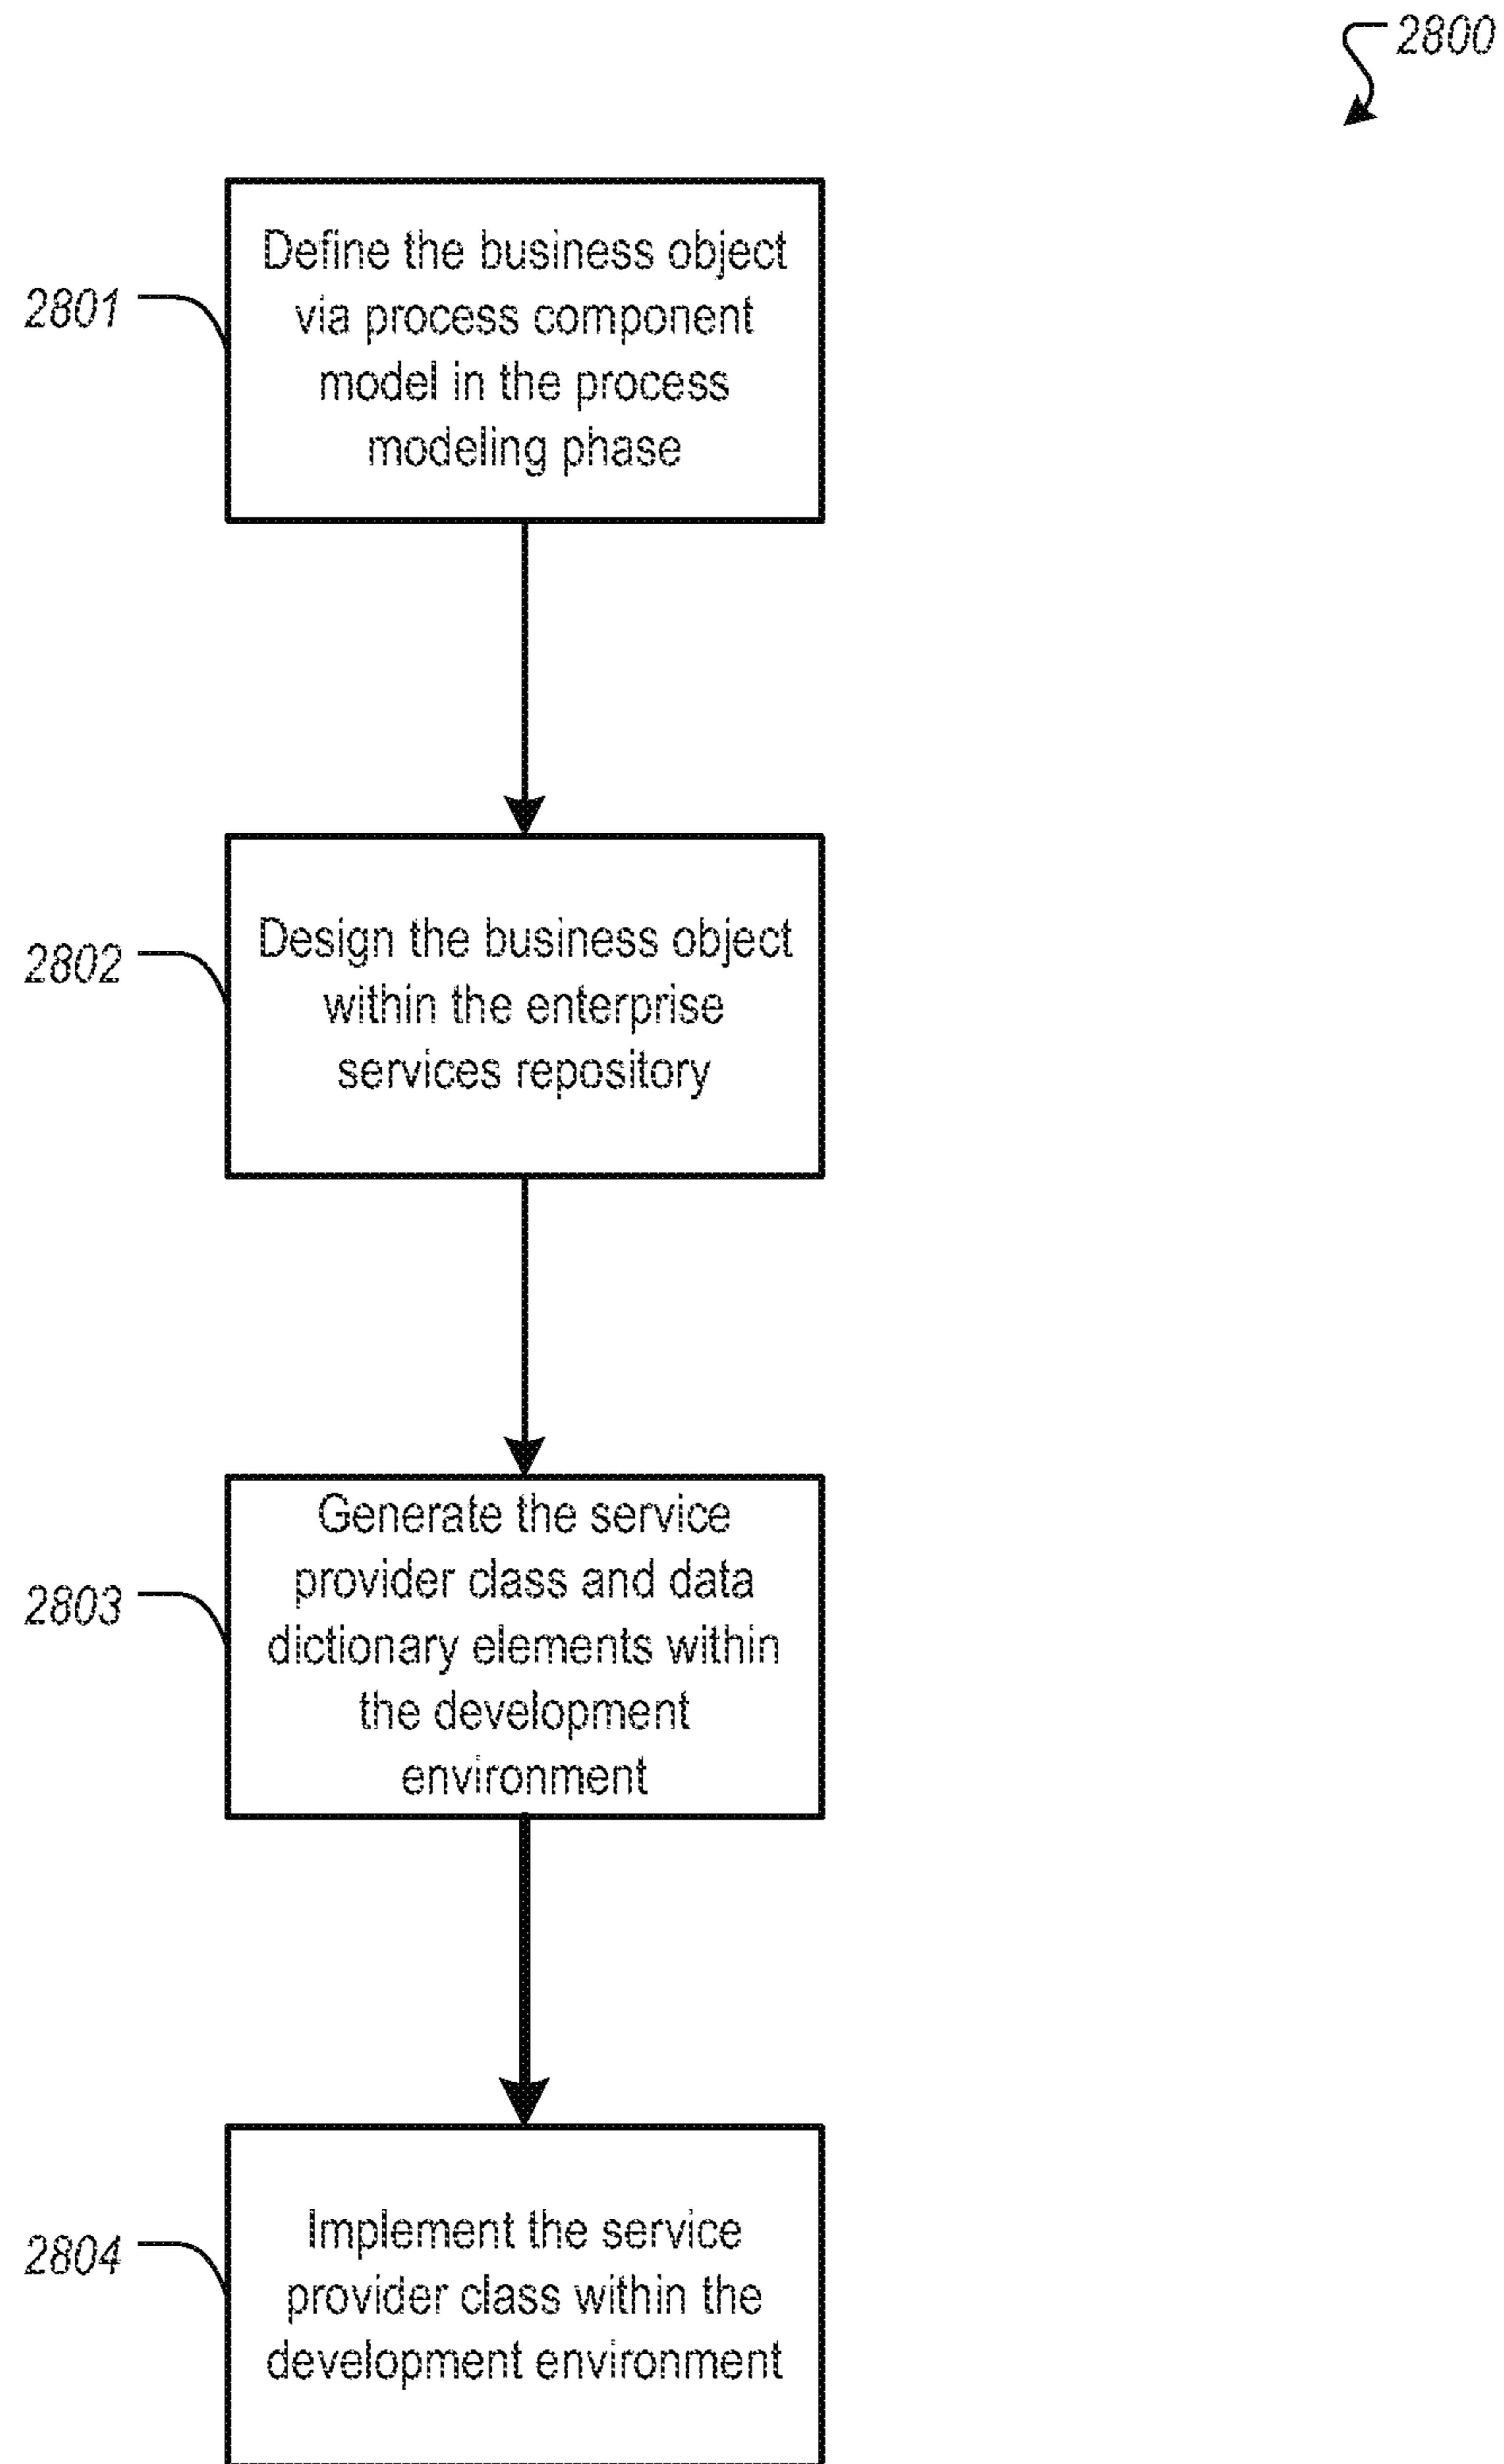 2800
2801
Define the business object
via process component
model in the process
modeling phase
2802
Design the business object
within the enterprise
services repository
2803
Generate the service
provider class and data
dictionary elements within
the development
environment
2804
Implement the service
provider class within the
development environment